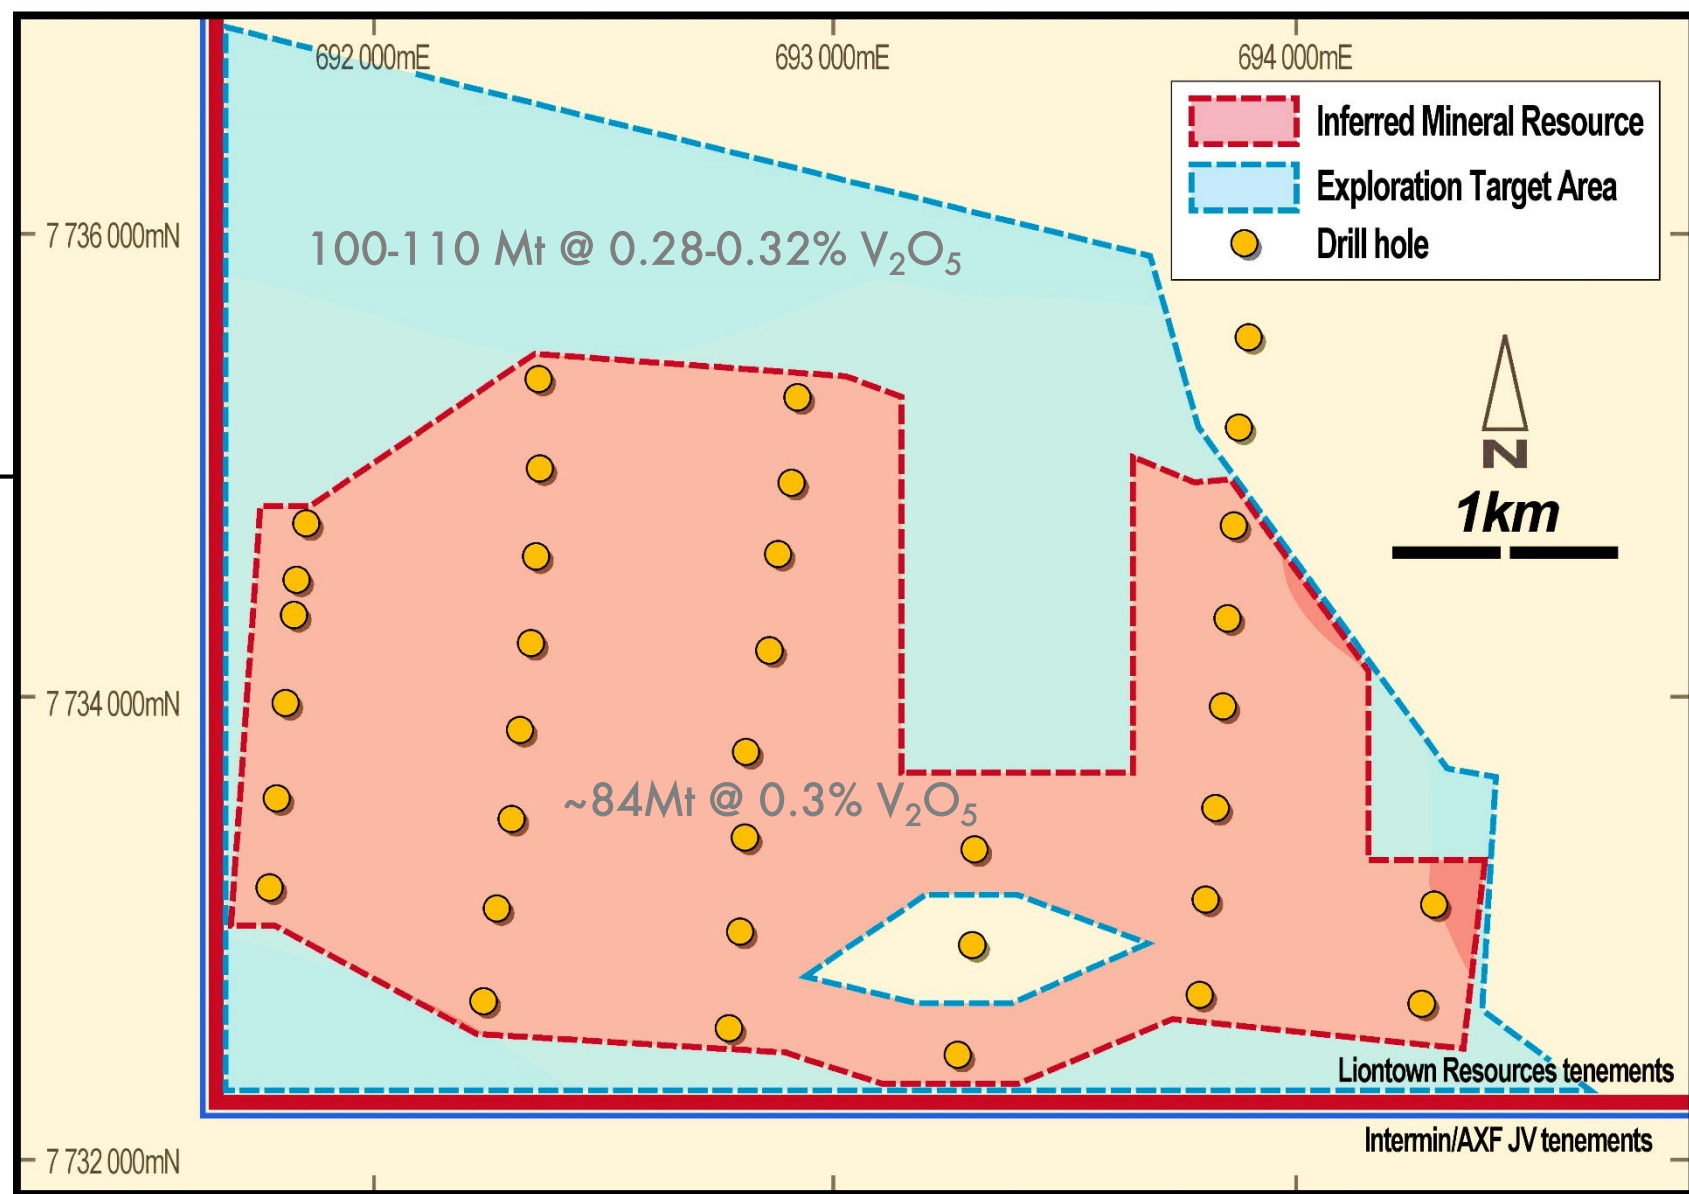 692 000mE
693 000mE
694 000mE
Inferred Mineral Resource
Exploration Target Area
Drill hole
7 736 000mN
100-110 Mt @ 0.28-0.32% V₂O₅
N
1km
7 734 000mN
~84Mt @ 0.3% V₂O₅
Liontown Resources tenements
Intermin/AXF JV tenements
7 732 000mN